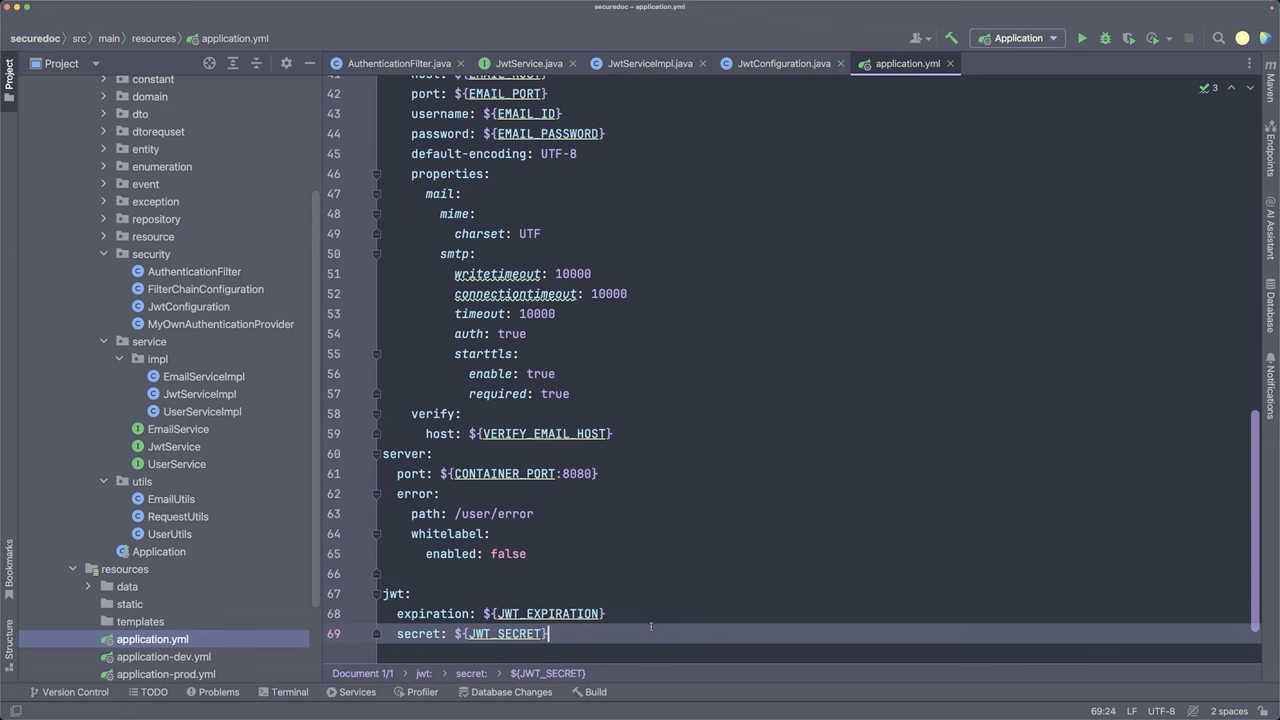 securedoc – application.yml
securedoc
src
main
resources
application.yml
Application
Project
AuthenticationFilter.java
JwtService.java
JwtServiceImpl.java
JwtConfiguration.java
application.yml
constant
domain
dto
dtorequset
entity
enumeration
event
exception
repository
resource
security
AuthenticationFilter
FilterChainConfiguration
JwtConfiguration
MyOwnAuthenticationProvider
service
impl
EmailServiceImpl
JwtServiceImpl
UserServiceImpl
EmailService
JwtService
UserService
utils
EmailUtils
RequestUtils
UserUtils
Application
resources
data
static
templates
application.yml
application-dev.yml
application-prod.yml
41 host: ${EMAIL_HOST}
42 port: ${EMAIL_PORT}
43 username: ${EMAIL_ID}
44 password: ${EMAIL_PASSWORD}
45 default-encoding: UTF-8
46 properties:
47 mail:
48 mime:
49 charset: UTF
50 smtp:
51 writetimeout: 10000
52 connectiontimeout: 10000
53 timeout: 10000
54 auth: true
55 starttls:
56 enable: true
57 required: true
58 verify:
59 host: ${VERIFY_EMAIL_HOST}
60 server:
61 port: ${CONTAINER_PORT:8080}
62 error:
63 path: /user/error
64 whitelabel:
65 enabled: false
66
67 jwt:
68 expiration: ${JWT_EXPIRATION}
69 secret: ${JWT_SECRET}
3
Project
Bookmarks
Structure
Maven
Endpoints
AI Assistant
Database
Notifications
Document 1/1
jwt:
secret:
${JWT_SECRET}
Version Control
TODO
Problems
Terminal
Services
Profiler
Database Changes
Build
69:24
LF
UTF-8
2 spaces